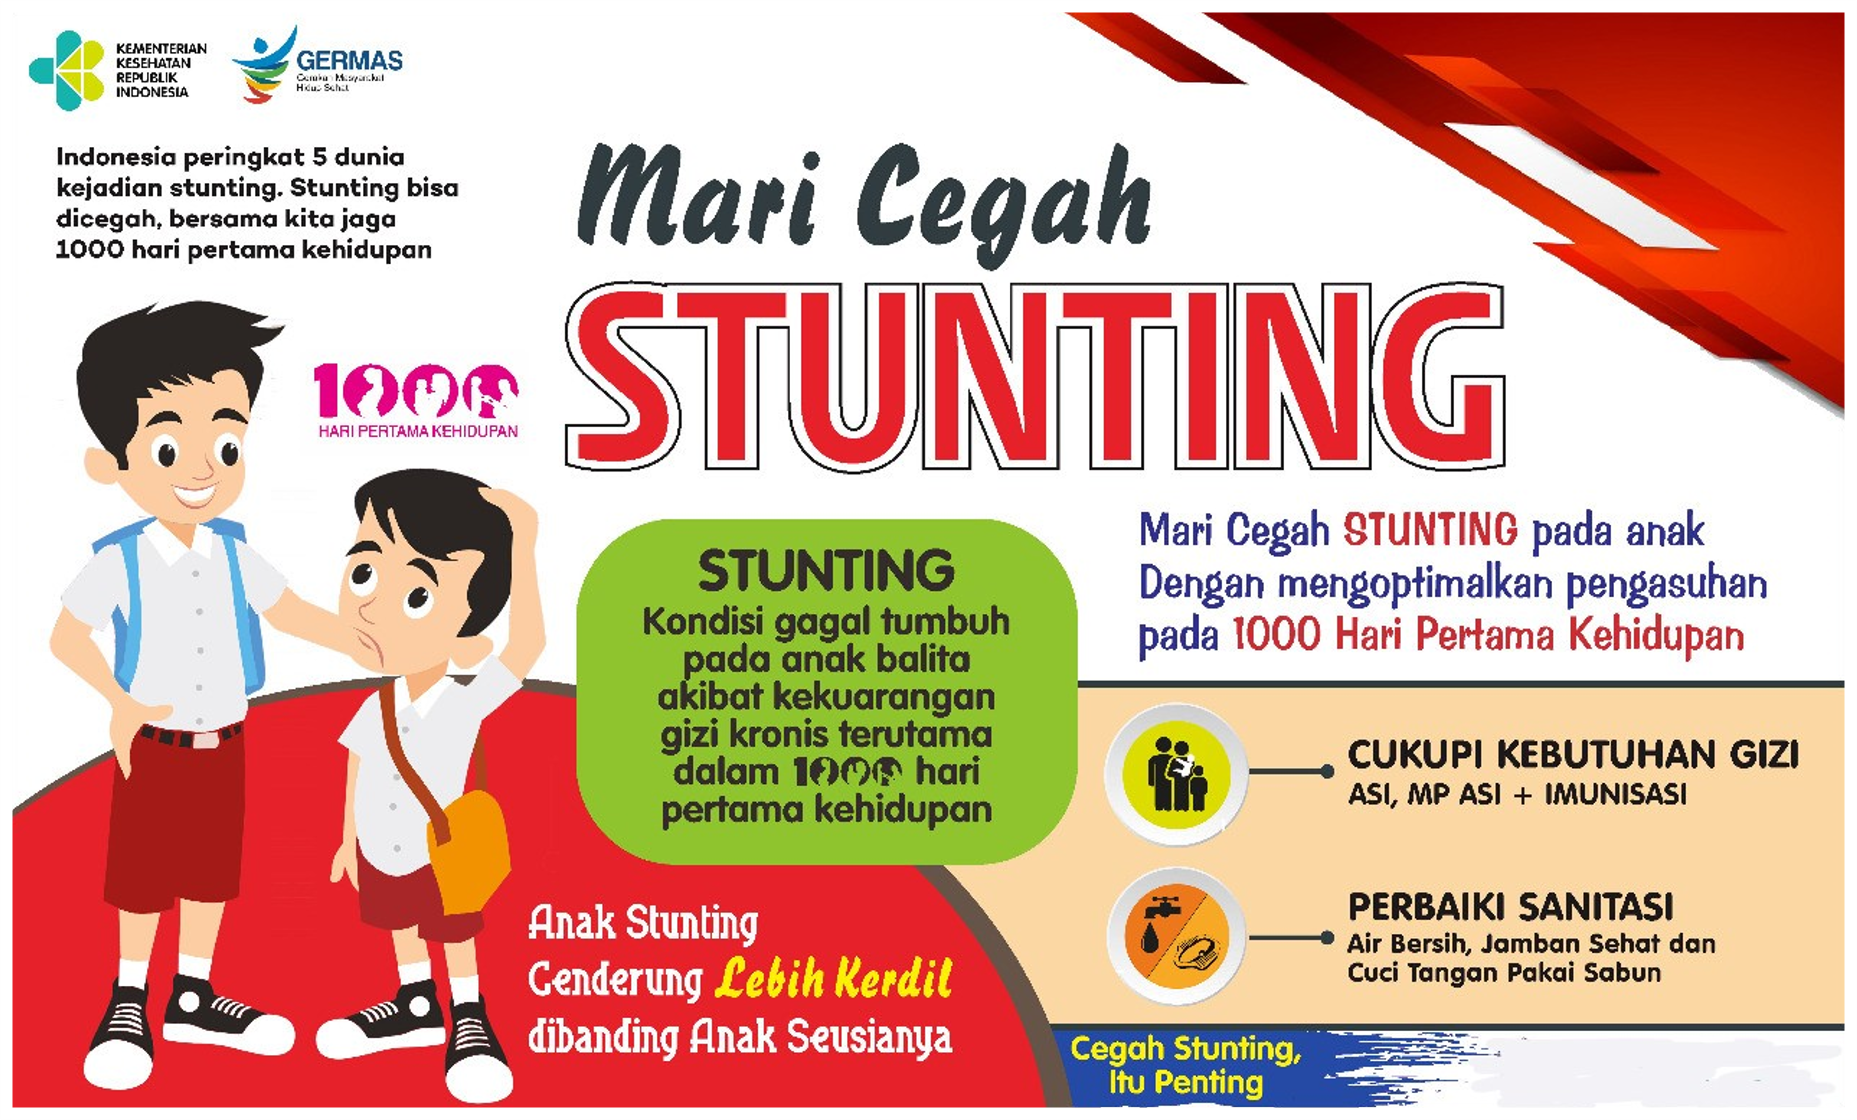 KEMENTERIAN
KESEHATAN
REPUBLIK
INDONESIA
GERMAS
Gerakan Masyarakat
Hidup Sehat
Indonesia peringkat 5 dunia
kejadian stunting. Stunting bisa
dicegah, bersama kita jaga
1000 hari pertama kehidupan
Mari Cegah
STUNTING
1000
HARI PERTAMA KEHIDUPAN
STUNTING
Kondisi gagal tumbuh
pada anak balita
akibat kekuarangan
gizi kronis terutama
dalam 1000 hari
pertama kehidupan
Mari Cegah STUNTING pada anak
Dengan mengoptimalkan pengasuhan
pada 1000 Hari Pertama Kehidupan
CUKUPI KEBUTUHAN GIZI
ASI, MP ASI + IMUNISASI
PERBAIKI SANITASI
Air Bersih, Jamban Sehat dan
Cuci Tangan Pakai Sabun
Anak Stunting
Cenderung Lebih Kerdil
dibanding Anak Seusianya
Cegah Stunting,
Itu Penting